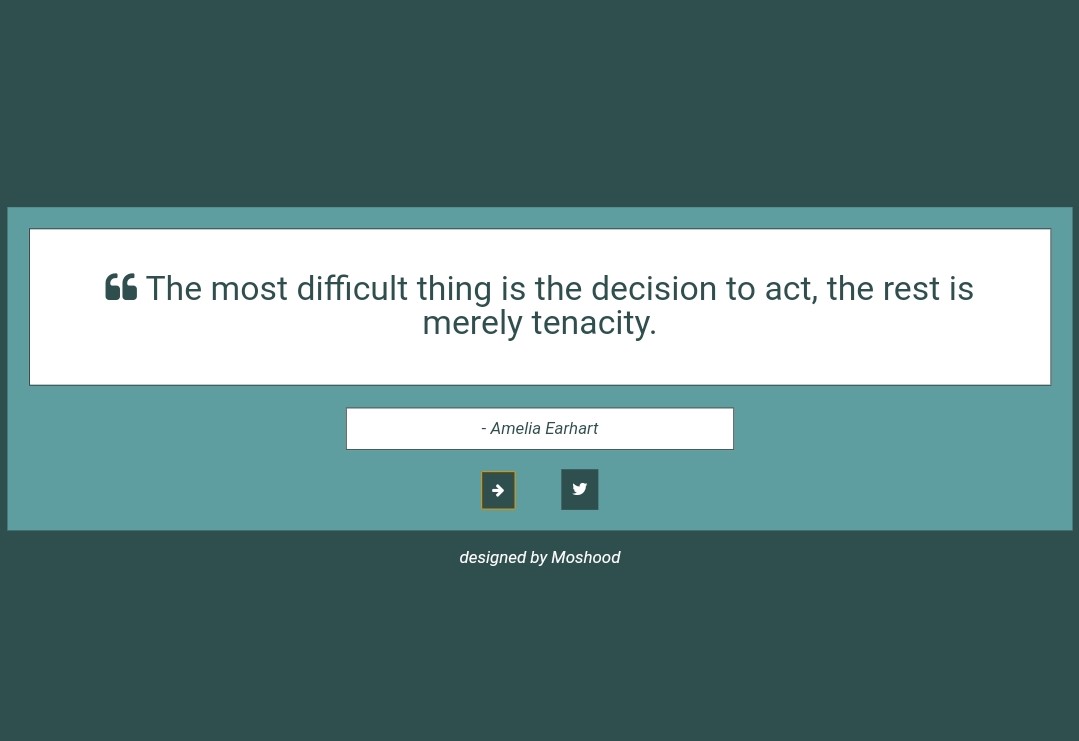 “ The most difficult thing is the decision to act, the rest is
merely tenacity.
- Amelia Earhart
designed by Moshood